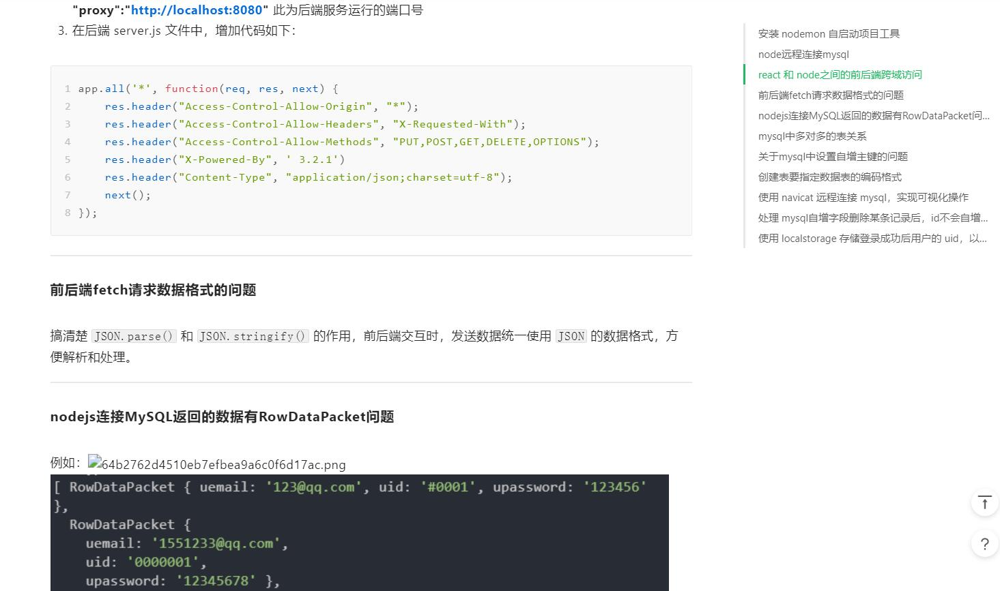 "proxy":"http://localhost:8080" 此为后端服务运行的端口号
3. 在后端 server.js 文件中，增加代码如下：
1 app.all('*', function(req, res, next) {
2     res.header("Access-Control-Allow-Origin", "*");
3     res.header("Access-Control-Allow-Headers", "X-Requested-With");
4     res.header("Access-Control-Allow-Methods", "PUT,POST,GET,DELETE,OPTIONS");
5     res.header("X-Powered-By", ' 3.2.1')
6     res.header("Content-Type", "application/json;charset=utf-8");
7     next();
8 });
前后端fetch请求数据格式的问题
搞清楚 JSON.parse() 和 JSON.stringify() 的作用，前后端交互时，发送数据统一使用 JSON 的数据格式，方
便解析和处理。
nodejs连接MySQL返回的数据有RowDataPacket问题
例如：64b2762d4510eb7efbea9a6c0f6d17ac.png
[ RowDataPacket { uemail: '123@qq.com', uid: '#0001', upassword: '123456'
},
  RowDataPacket {
    uemail: '1551233@qq.com',
    uid: '0000001',
    upassword: '12345678' },
安装 nodemon 自启动项目工具
node远程连接mysql
react 和 node之间的前后端跨域访问
前后端fetch请求数据格式的问题
nodejs连接MySQL返回的数据有RowDataPacket问...
mysql中多对多的表关系
关于mysql中设置自增主键的问题
创建表要指定数据表的编码格式
使用 navicat 远程连接 mysql，实现可视化操作
处理 mysql自增字段删除某条记录后，id不会自增...
使用 localstorage 存储登录成功后用户的 uid，以...
?